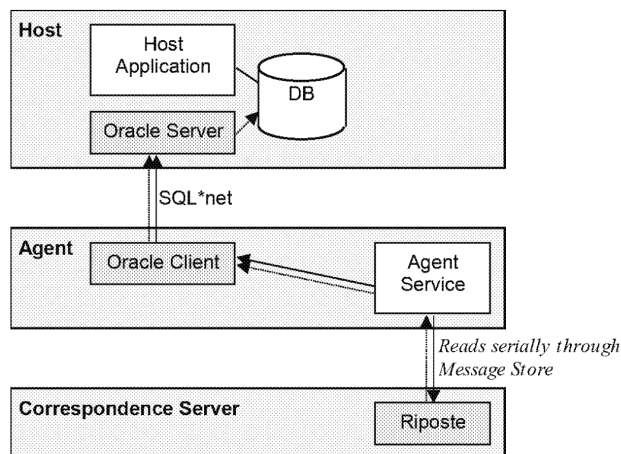 Host
Host
Application
DB
Oracle Server
SQL*net
Agent
Oracle Client
Agent
Service
Reads serially through
Message Store
Correspondence Server
Riposte